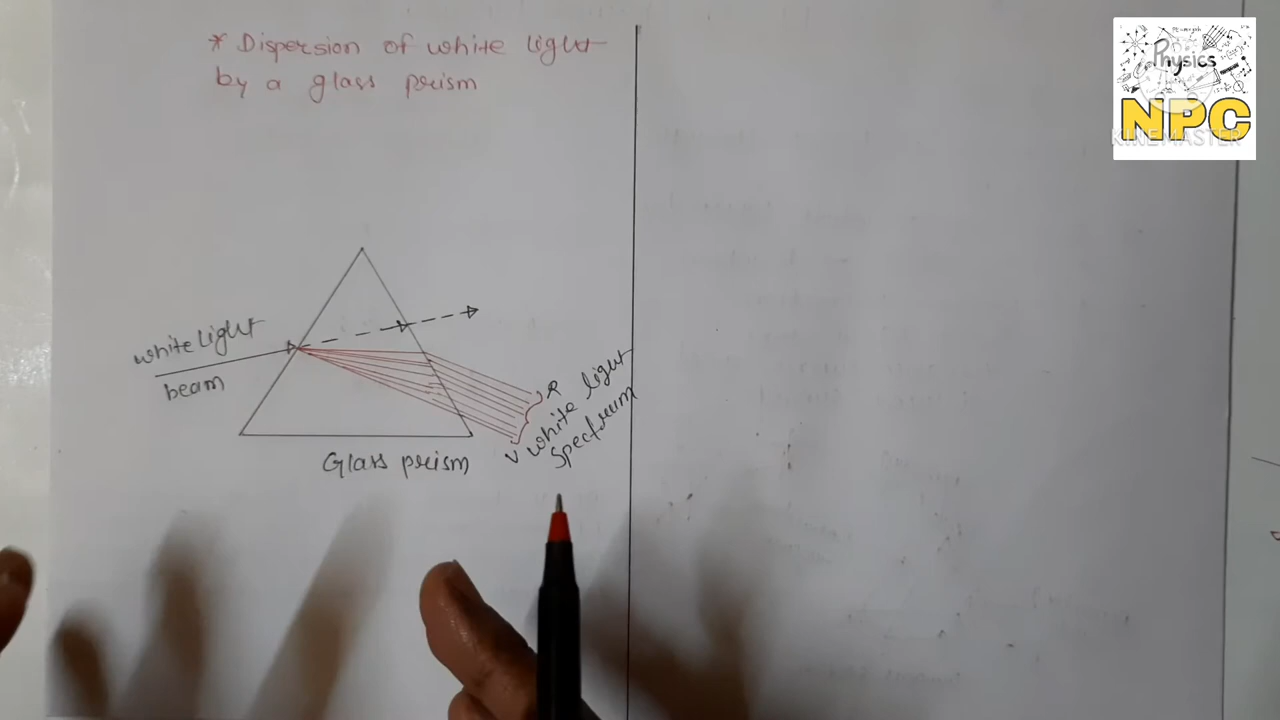 * Dispersion of white light
by a glass prism
Physics
NPC
KINEMASTER
white light
beam
R
white light
spectrum
V
Glass prism